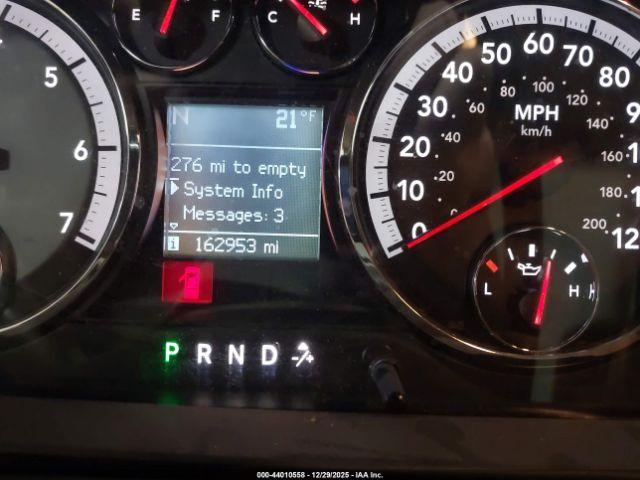 E F
C H
5
6
7
N 21°F
276 mi to empty
System Info
Messages: 3
i 162953 mi
P R N D
0 10 20 30 40 50 60 70 80
0 20 40 60 80 100 120 140 160 180 200
MPH
km/h
L H
000-44010558 - 12/29/2025 - IAA Inc.